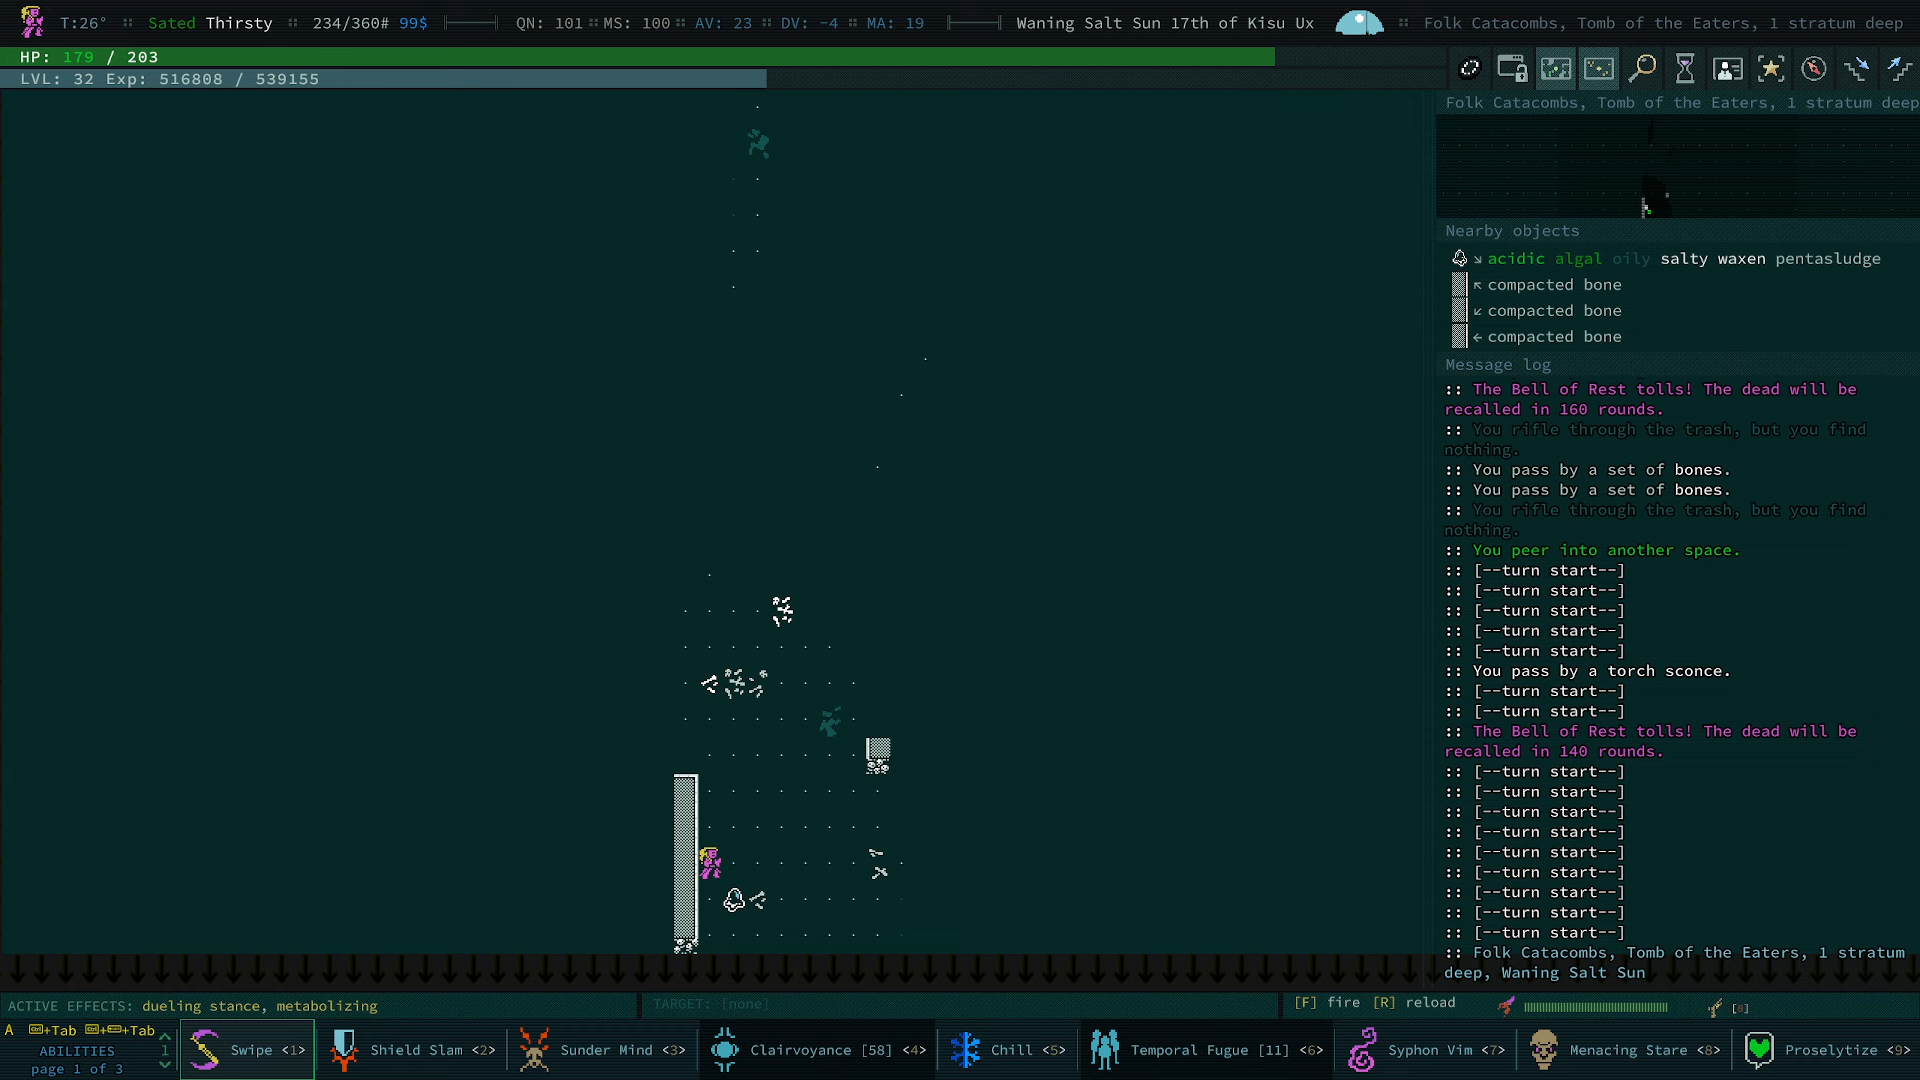 T:26° :: Sated Thirsty :: 234/360# 99$ QN: 101 :: MS: 100 :: AV: 23 :: DV: -4 :: MA: 19 Waning Salt Sun 17th of Kisu Ux :: Folk Catacombs, Tomb of the Eaters, 1 stratum deep
HP: 179 / 203
LVL: 32 Exp: 516808 / 539155
Folk Catacombs, Tomb of the Eaters, 1 stratum deep
Nearby objects
acidic algal oily salty waxen pentasludge
compacted bone
compacted bone
compacted bone
Message log
:: The Bell of Rest tolls! The dead will be
recalled in 160 rounds.
:: You rifle through the trash, but you find
nothing.
:: You pass by a set of bones.
:: You pass by a set of bones.
:: You rifle through the trash, but you find
nothing.
:: You peer into another space.
:: [--turn start--]
:: [--turn start--]
:: [--turn start--]
:: [--turn start--]
:: [--turn start--]
:: You pass by a torch sconce.
:: [--turn start--]
:: [--turn start--]
:: The Bell of Rest tolls! The dead will be
recalled in 140 rounds.
:: [--turn start--]
:: [--turn start--]
:: [--turn start--]
:: [--turn start--]
:: [--turn start--]
:: [--turn start--]
:: [--turn start--]
:: [--turn start--]
:: [--turn start--]
:: Folk Catacombs, Tomb of the Eaters, 1 stratum
deep, Waning Salt Sun
ACTIVE EFFECTS: dueling stance, metabolizing
TARGET: [none]
[F] fire [R] reload
[8]
A Ctrl+Tab
+Tab
ABILITIES
page 1 of 3
1
Swipe <1>
Shield Slam <2>
Sunder Mind <3>
Clairvoyance [58] <4>
Chill <5>
Temporal Fugue [11] <6>
Syphon Vim <7>
Menacing Stare <8>
Proselytize <9>